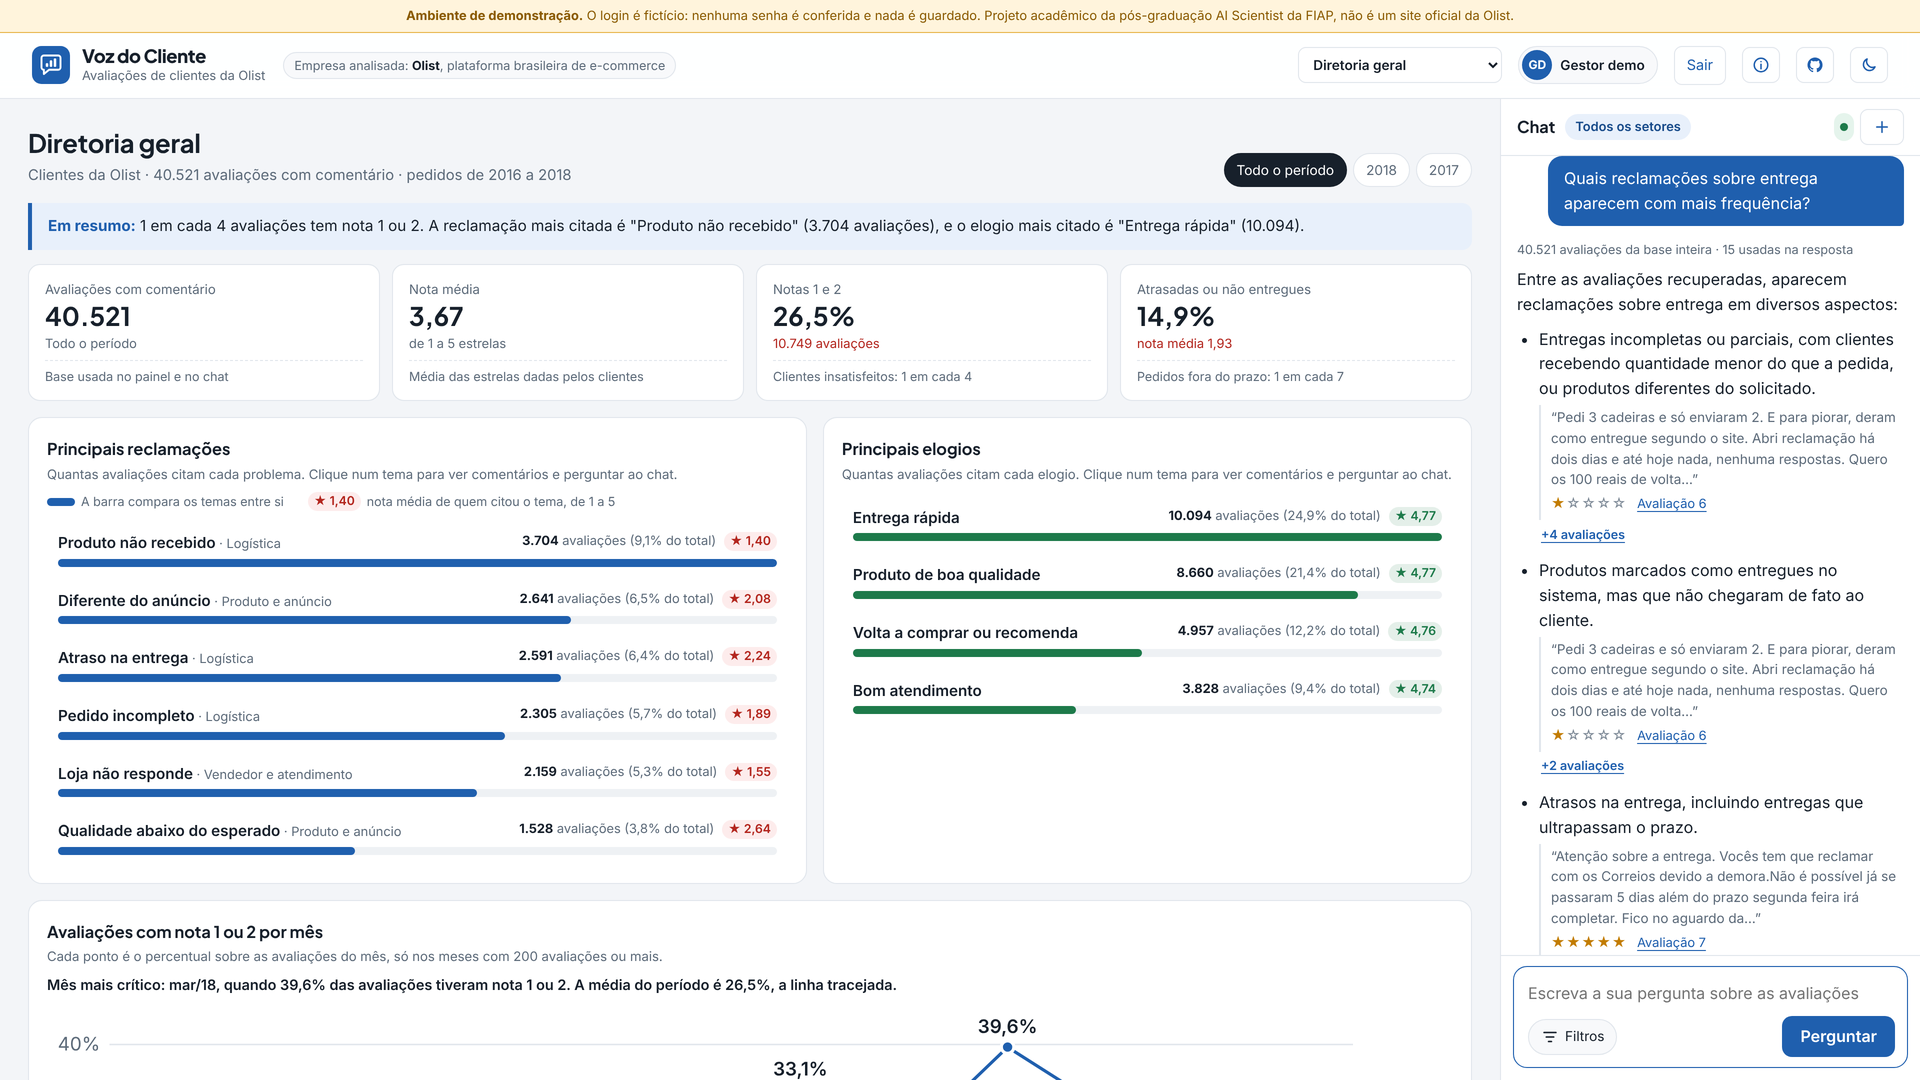 Ambiente de demonstração. O login é fictício: nenhuma senha é conferida e nada é guardado. Projeto acadêmico da pós-graduação AI Scientist da FIAP, não é um site oficial da Olist.
Voz do Cliente
Avaliações de clientes da Olist
Empresa analisada: Olist, plataforma brasileira de e-commerce
Diretoria geral
GD
Gestor demo
Sair
Diretoria geral
Clientes da Olist · 40.521 avaliações com comentário · pedidos de 2016 a 2018
Todo o período
2018
2017
Em resumo: 1 em cada 4 avaliações tem nota 1 ou 2. A reclamação mais citada é "Produto não recebido" (3.704 avaliações), e o elogio mais citado é "Entrega rápida" (10.094).
Avaliações com comentário
40.521
Todo o período
Base usada no painel e no chat
Nota média
3,67
de 1 a 5 estrelas
Média das estrelas dadas pelos clientes
Notas 1 e 2
26,5%
10.749 avaliações
Clientes insatisfeitos: 1 em cada 4
Atrasadas ou não entregues
14,9%
nota média 1,93
Pedidos fora do prazo: 1 em cada 7
Principais reclamações
Quantas avaliações citam cada problema. Clique num tema para ver comentários e perguntar ao chat.
A barra compara os temas entre si ★ 1,40 nota média de quem citou o tema, de 1 a 5
Produto não recebido · Logística 3.704 avaliações (9,1% do total) ★ 1,40
Diferente do anúncio · Produto e anúncio 2.641 avaliações (6,5% do total) ★ 2,08
Atraso na entrega · Logística 2.591 avaliações (6,4% do total) ★ 2,24
Pedido incompleto · Logística 2.305 avaliações (5,7% do total) ★ 1,89
Loja não responde · Vendedor e atendimento 2.159 avaliações (5,3% do total) ★ 1,55
Qualidade abaixo do esperado · Produto e anúncio 1.528 avaliações (3,8% do total) ★ 2,64
Principais elogios
Quantas avaliações citam cada elogio. Clique num tema para ver comentários e perguntar ao chat.
Entrega rápida 10.094 avaliações (24,9% do total) ★ 4,77
Produto de boa qualidade 8.660 avaliações (21,4% do total) ★ 4,77
Volta a comprar ou recomenda 4.957 avaliações (12,2% do total) ★ 4,76
Bom atendimento 3.828 avaliações (9,4% do total) ★ 4,74
Avaliações com nota 1 ou 2 por mês
Cada ponto é o percentual sobre as avaliações do mês, só nos meses com 200 avaliações ou mais.
Mês mais crítico: mar/18, quando 39,6% das avaliações tiveram nota 1 ou 2. A média do período é 26,5%, a linha tracejada.
39,6%
40%
33,1%
Chat
Todos os setores
Quais reclamações sobre entrega
aparecem com mais frequência?
40.521 avaliações da base inteira · 15 usadas na resposta
Entre as avaliações recuperadas, aparecem
reclamações sobre entrega em diversos aspectos:
• Entregas incompletas ou parciais, com clientes
recebendo quantidade menor do que a pedida,
ou produtos diferentes do solicitado.
“Pedi 3 cadeiras e só enviaram 2. E para piorar, deram
como entregue segundo o site. Abri reclamação há
dois dias e até hoje nada, nenhuma respostas. Quero
os 100 reais de volta…”
★☆☆☆☆ Avaliação 6
+4 avaliações
• Produtos marcados como entregues no
sistema, mas que não chegaram de fato ao
cliente.
“Pedi 3 cadeiras e só enviaram 2. E para piorar, deram
como entregue segundo o site. Abri reclamação há
dois dias e até hoje nada, nenhuma respostas. Quero
os 100 reais de volta…”
★☆☆☆☆ Avaliação 6
+2 avaliações
• Atrasos na entrega, incluindo entregas que
ultrapassam o prazo.
“Atenção sobre a entrega. Vocês tem que reclamar
com os Correios devido a demora.Não é possível já se
passaram 5 dias além do prazo segunda feira irá
completar. Fico no aguardo da…”
★★★★★ Avaliação 7
Escreva a sua pergunta sobre as avaliações
Filtros
Perguntar